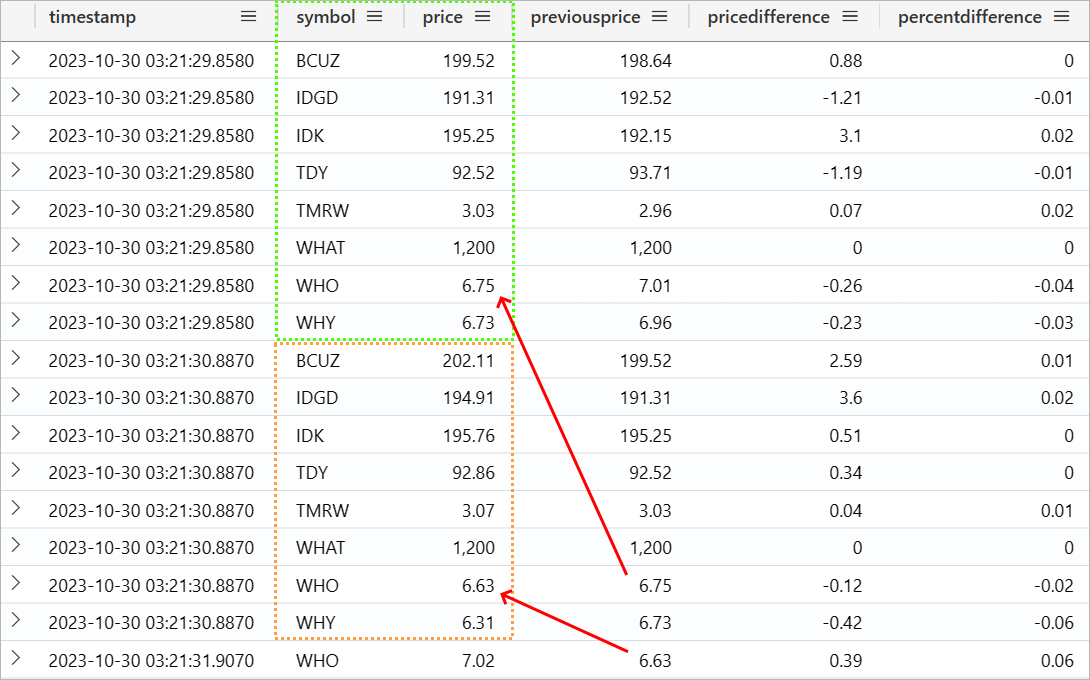 timestamp symbol price previousprice pricedifference percentdifference
2023-10-30 03:21:29.8580 BCUZ 199.52 198.64 0.88 0
2023-10-30 03:21:29.8580 IDGD 191.31 192.52 -1.21 -0.01
2023-10-30 03:21:29.8580 IDK 195.25 192.15 3.1 0.02
2023-10-30 03:21:29.8580 TDY 92.52 93.71 -1.19 -0.01
2023-10-30 03:21:29.8580 TMRW 3.03 2.96 0.07 0.02
2023-10-30 03:21:29.8580 WHAT 1,200 1,200 0 0
2023-10-30 03:21:29.8580 WHO 6.75 7.01 -0.26 -0.04
2023-10-30 03:21:29.8580 WHY 6.73 6.96 -0.23 -0.03
2023-10-30 03:21:30.8870 BCUZ 202.11 199.52 2.59 0.01
2023-10-30 03:21:30.8870 IDGD 194.91 191.31 3.6 0.02
2023-10-30 03:21:30.8870 IDK 195.76 195.25 0.51 0
2023-10-30 03:21:30.8870 TDY 92.86 92.52 0.34 0
2023-10-30 03:21:30.8870 TMRW 3.07 3.03 0.04 0.01
2023-10-30 03:21:30.8870 WHAT 1,200 1,200 0 0
2023-10-30 03:21:30.8870 WHO 6.63 6.75 -0.12 -0.02
2023-10-30 03:21:30.8870 WHY 6.31 6.73 -0.42 -0.06
2023-10-30 03:21:31.9070 WHO 7.02 6.63 0.39 0.06